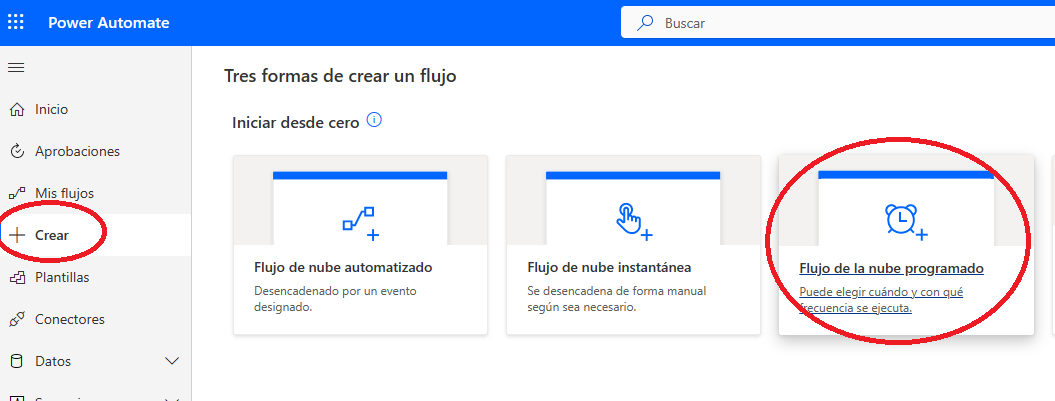 Power Automate
Buscar
Inicio
Aprobaciones
Mis flujos
Crear
Plantillas
Conectores
Datos
Tres formas de crear un flujo
Iniciar desde cero
Flujo de nube automatizado
Desencadenado por un evento
designado.
Flujo de nube instantánea
Se desencadena de forma manual
según sea necesario.
Flujo de la nube programado
Puede elegir cuándo y con qué
frecuencia se ejecuta.